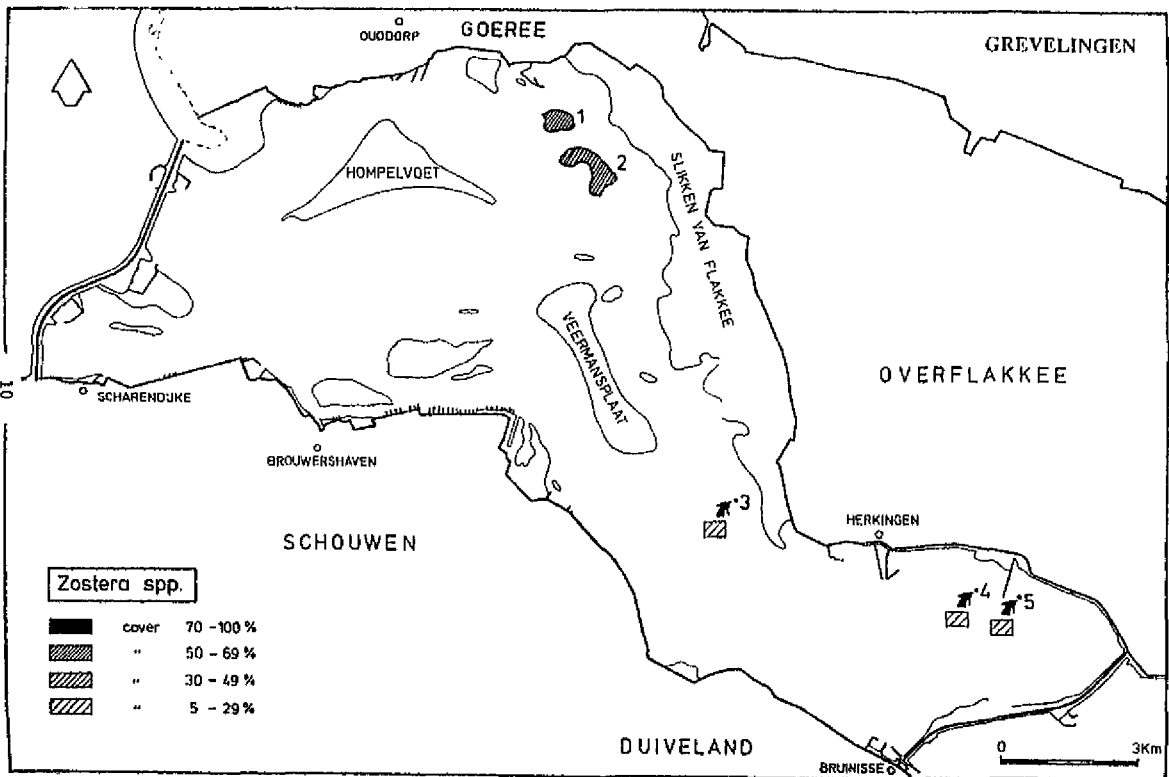 GREVELINGEN
GOEREE
OUDDORP
1
2
HOMPELVOET
SLIKKEN VAN FLAKKEE
VEERMANSPLAAT
OVERFLAKKEE
10
SCHARENDIJKE
BROUWERSHAVEN
3
HERKINGEN
SCHOUWEN
4
5
Zostera spp.
cover 70 - 100 %
" 50 - 69 %
" 30 - 49 %
" 5 - 29 %
DUIVELAND
BRUINISSE
0 3Km